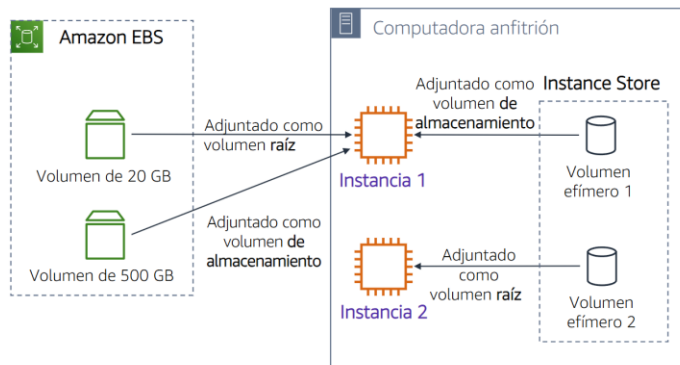 Amazon EBS
Volumen de 20 GB
Volumen de 500 GB
Adjuntado como
volumen raíz
Adjuntado como
volumen de
almacenamiento
Computadora anfitrión
Adjuntado como
volumen de
almacenamiento
Instancia 1
Instance Store
Volumen
efímero 1
Adjuntado
como
volumen raíz
Instancia 2
Volumen
efímero 2